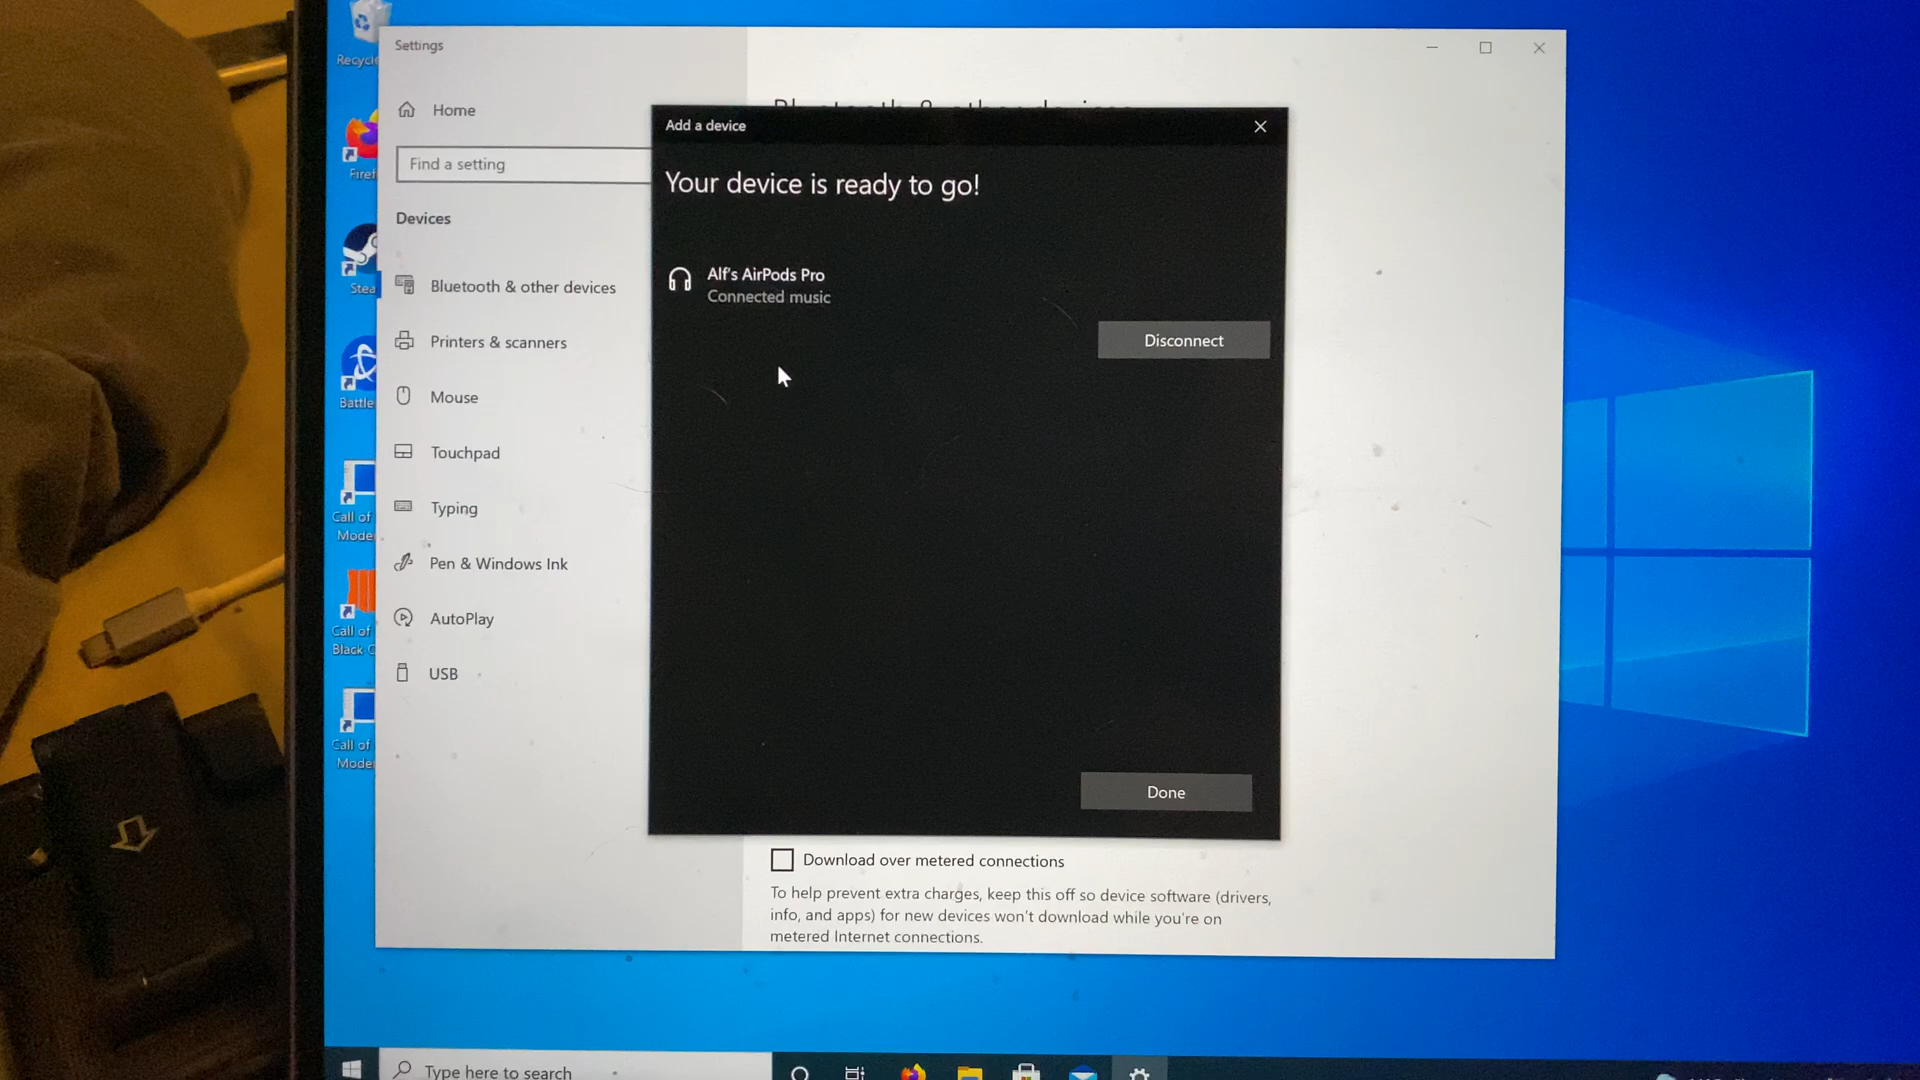 Recycle
Settings
Home
Find a setting
Devices
Bluetooth & other devices
Printers & scanners
Mouse
Touchpad
Typing
Pen & Windows Ink
AutoPlay
USB
Firef
Stea
Battle
Call of
Mode
Call of
Black
Call of
Mode
Bluetooth & other devices
Add a device
Your device is ready to go!
Alf's AirPods Pro
Connected music
Disconnect
Done
Download over metered connections
To help prevent extra charges, keep this off so device software (drivers,
info, and apps) for new devices won't download while you're on
metered Internet connections.
Type here to search